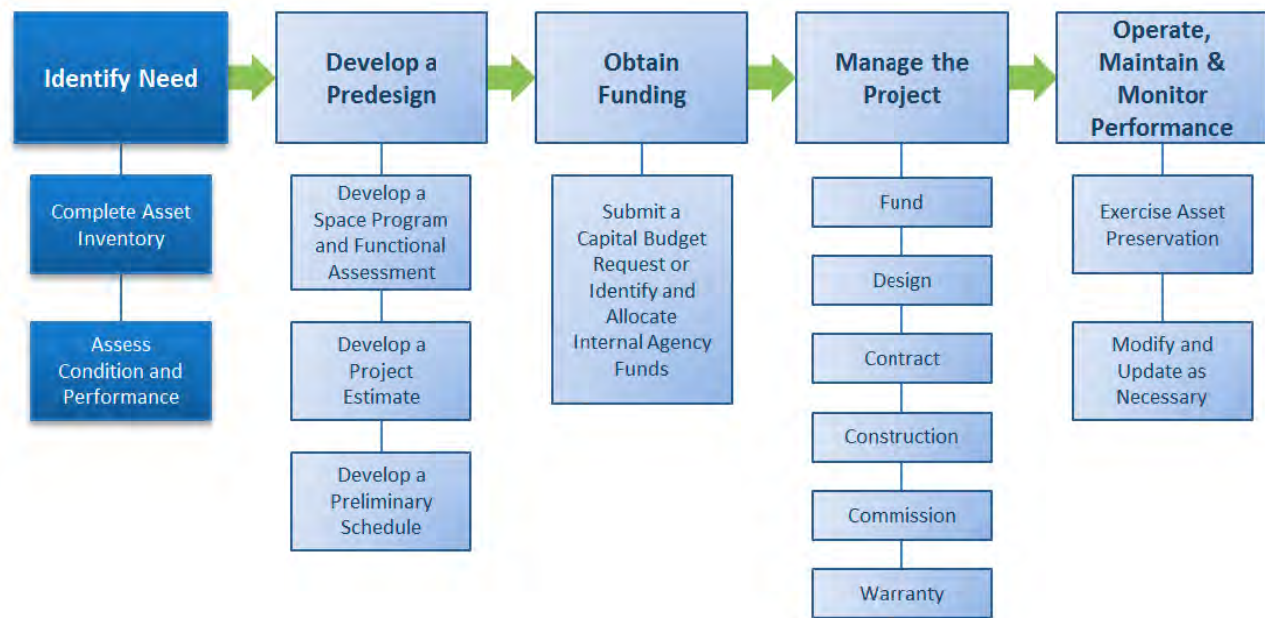 Identify Need
Develop a
Predesign
Obtain
Funding
Manage the
Project
Operate,
Maintain &
Monitor
Performance
Complete Asset
Inventory
Assess
Condition and
Performance
Develop a
Space Program
and Functional
Assessment
Develop a
Project
Estimate
Develop a
Preliminary
Schedule
Submit a
Capital Budget
Request or
Identify and
Allocate
Internal Agency
Funds
Fund
Design
Contract
Construction
Commission
Warranty
Exercise Asset
Preservation
Modify and
Update as
Necessary